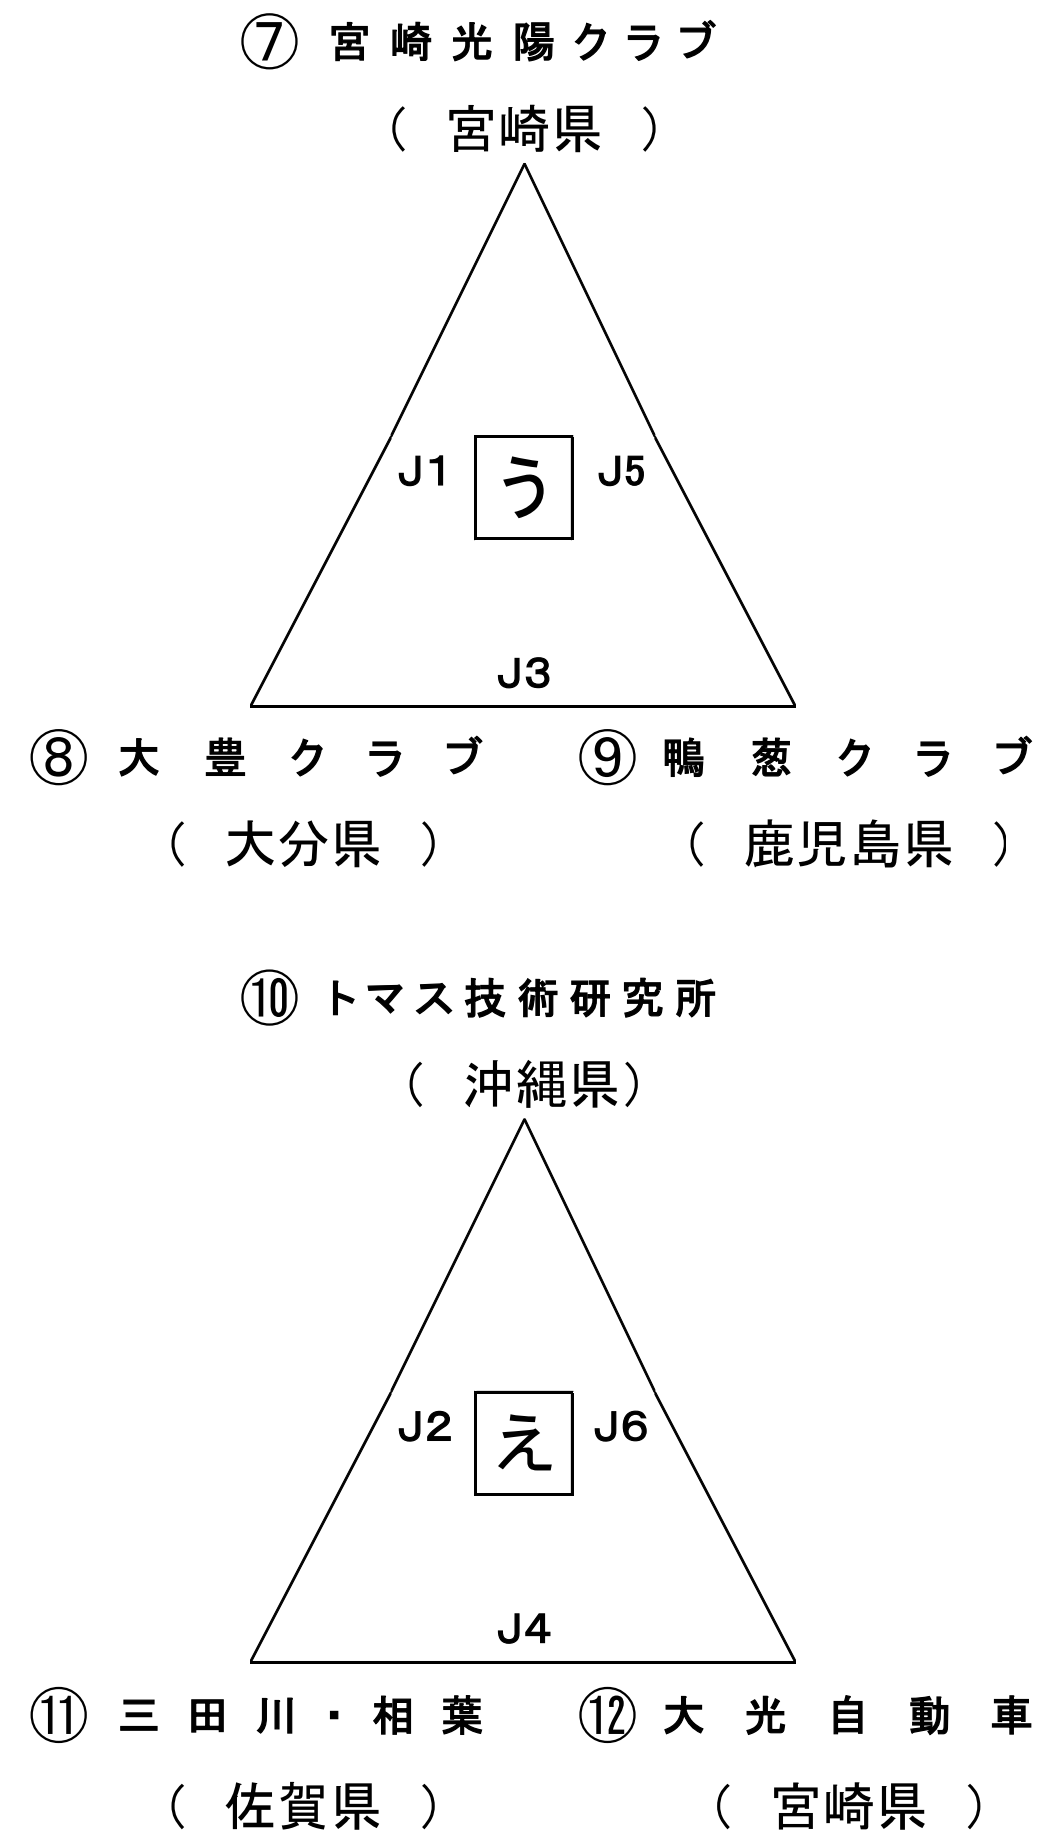 ⑦ 宮崎光陽クラブ
（ 宮崎県 ）
J1 う J5
J3
⑧ 大豊クラブ ⑨ 鴨葱クラブ
（ 大分県 ） （ 鹿児島県 ）
⑩ トマス技術研究所
（ 沖縄県）
J2 え J6
J4
⑪ 三田川・相葉 ⑫ 大光自動車
（ 佐賀県 ） （ 宮崎県 ）